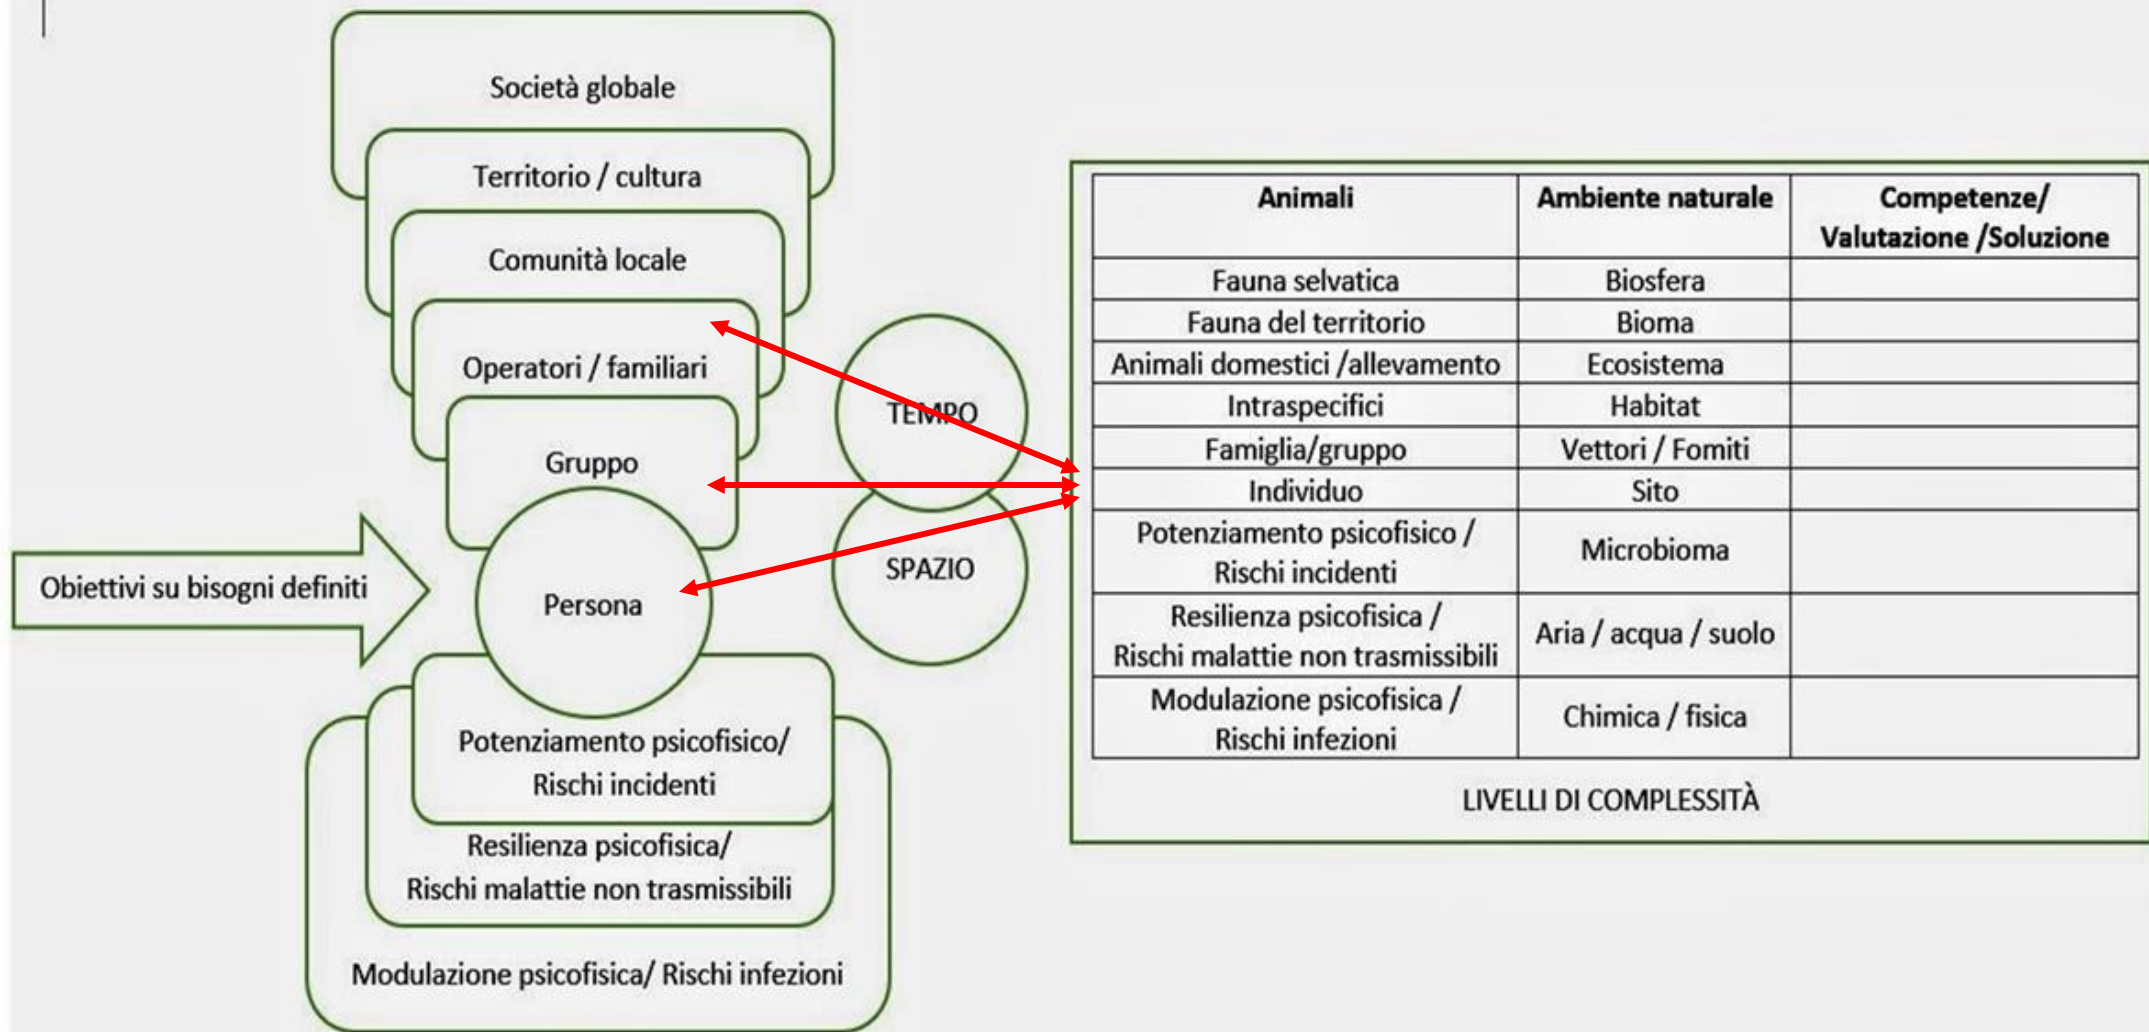 Società globale
Territorio / cultura
Comunità locale
Operatori / familiari
Gruppo
Persona
Obiettivi su bisogni definiti
Potenziamento psicofisico/
Rischi incidenti
Resilienza psicofisica/
Rischi malattie non trasmissibili
Modulazione psicofisica/ Rischi infezioni
TEMPO
SPAZIO
Animali Ambiente naturale Competenze/
Valutazione /Soluzione
Fauna selvatica Biosfera
Fauna del territorio Bioma
Animali domestici /allevamento Ecosistema
Intraspecifici Habitat
Famiglia/gruppo Vettori / Fomiti
Individuo Sito
Potenziamento psicofisico /
Rischi incidenti
Microbioma
Resilienza psicofisica /
Rischi malattie non trasmissibili
Aria / acqua / suolo
Modulazione psicofisica /
Rischi infezioni
Chimica / fisica
LIVELLI DI COMPLESSITÀ